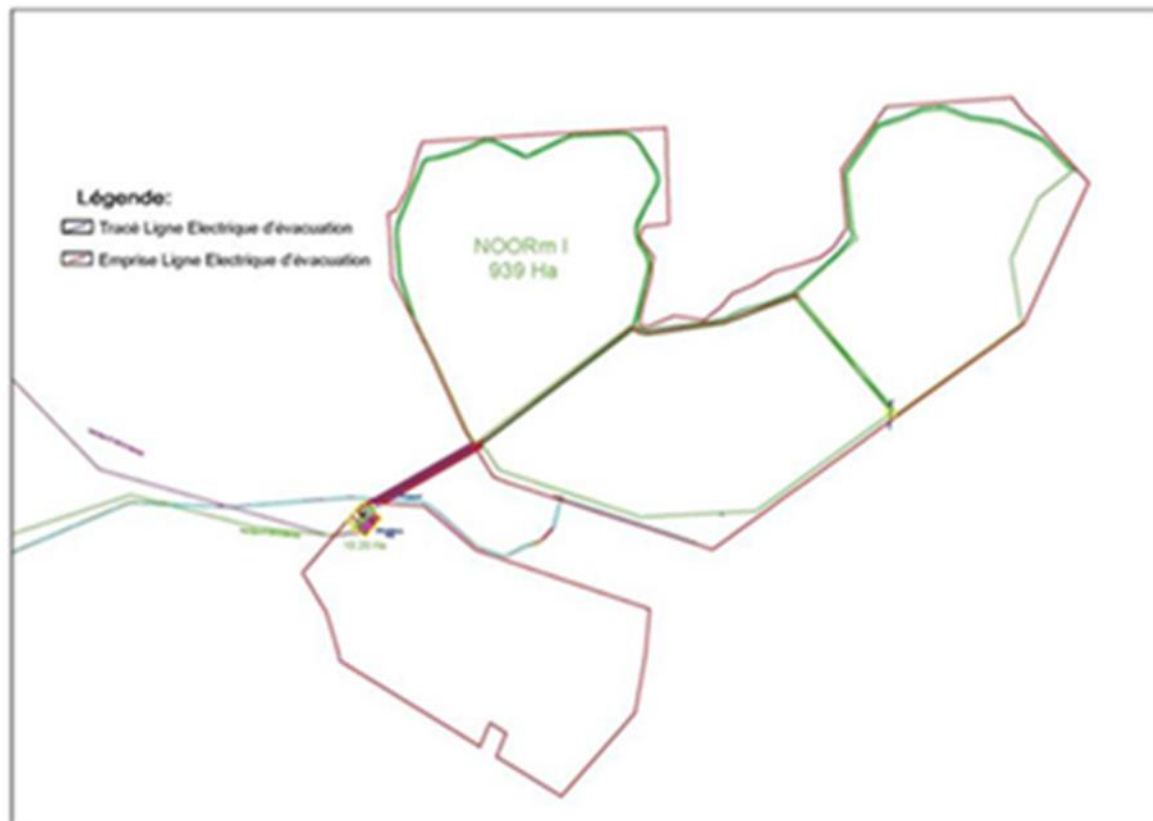 Légende:
Tracé Ligne Electrique d'évacuation
Emprise Ligne Electrique d'évacuation
NOORm I
939 Ha